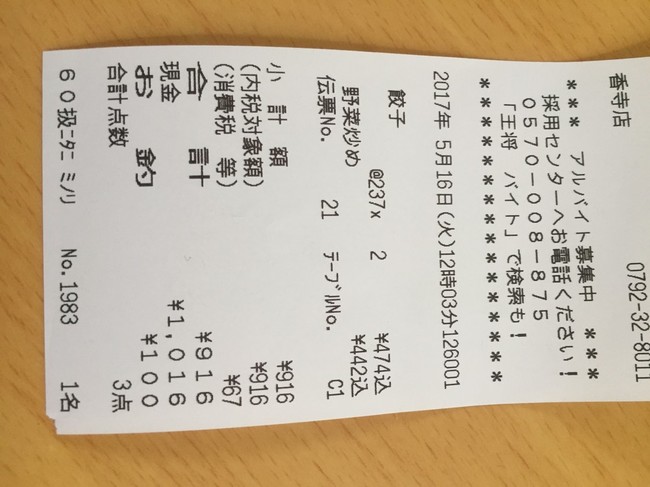 香寺店 0792-32-8011
*** アルバイト募集中 ***
採用センターへお電話ください！
0570-008-875
「王将 バイト」で検索も！
********************
2017年 5月16日(火)12時03分126001
餃子
@237x 2 ¥474込
野菜炒め ¥442込
伝票No. 21 テーブルNo. C1
小 計 額 ¥916
(内税対象額) ¥916
(消費税 等) ¥67
合 計 ¥916
現金 ¥1,016
お 釣 ¥100
合計点数 3点
60扱ニタニ ミノリ No.1983 1名